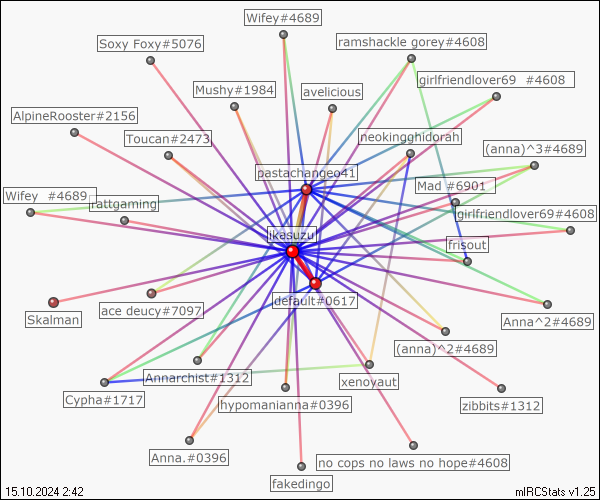 Wifey#4689
Soxy Foxy#5076
ramshackle gorey#4608
girlfriendlover69 #4608
Mushy#1984
avelicious
AlpineRooster#2156
Toucan#2473
neokingghidorah
(anna)^3#4689
pastachangeo41
Mad #6901
Wifey #4689
rattgaming
girlfriendlover69#4608
ikesuzu
frisout
default#0617
Skalman
ace deucy#7097
Anna^2#4689
(anna)^2#4689
Annarchist#1312
xenoyaut
Cypha#1717
hypomanianna#0396
zibbits#1312
Anna.#0396
no cops no laws no hope#4608
fakedingo
15.10.2024 2:42
mIRCStats v1.25